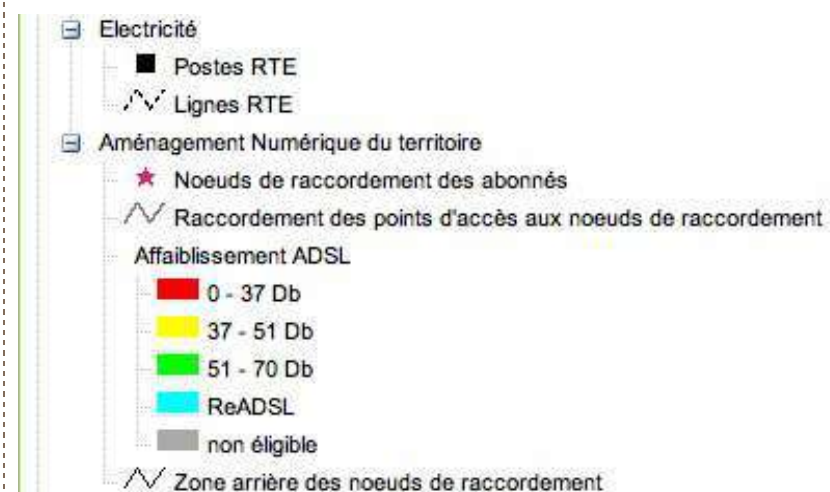 Electricité
Postes RTE
Lignes RTE
Aménagement Numérique du territoire
Noeuds de raccordement des abonnés
Raccordement des points d'accès aux noeuds de raccordement
Affaiblissement ADSL
0 - 37 Db
37 - 51 Db
51 - 70 Db
ReADSL
non éligible
Zone arrière des noeuds de raccordement